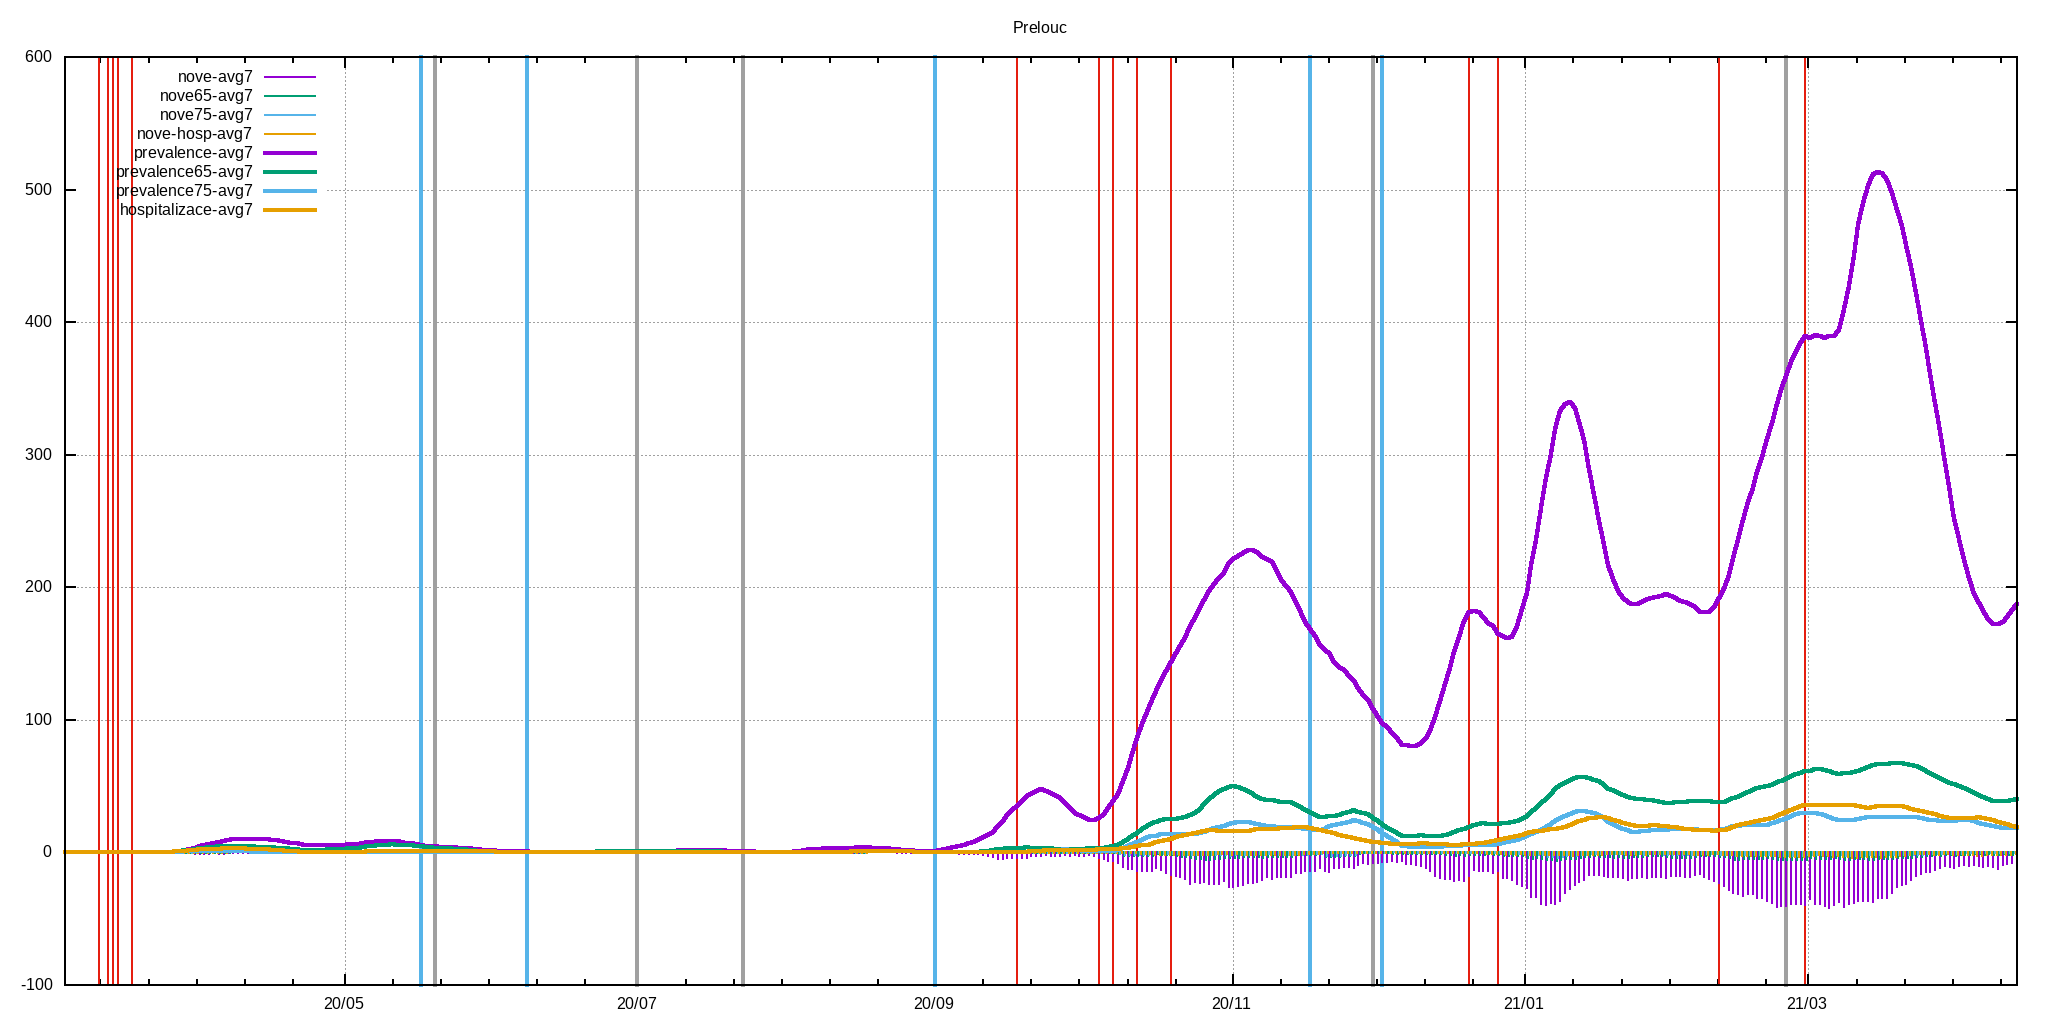 Prelouc
600
500
400
300
200
100
0
-100
nove-avg7
nove65-avg7
nove75-avg7
nove-hosp-avg7
prevalence-avg7
prevalence65-avg7
prevalence75-avg7
hospitalizace-avg7
20/05 20/07 20/09 20/11 21/01 21/03